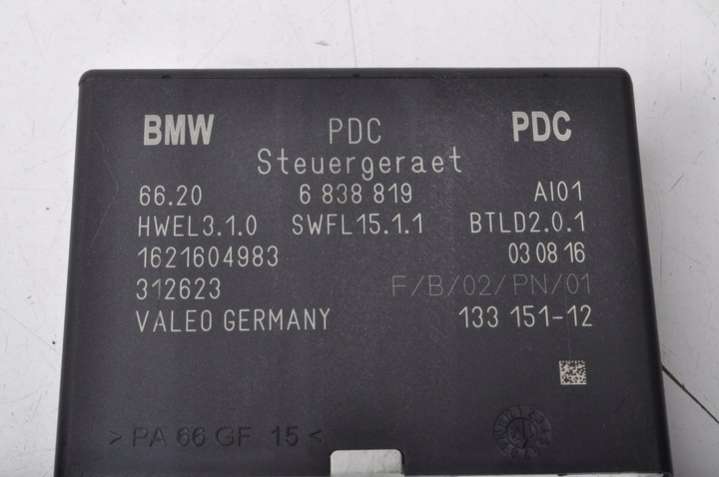 BMW PDC PDC
Steuergeraet
66.20 6 838 819 AI01
HWEL3.1.0 SWFL15.1.1 BTLD2.0.1
1621604983 03 08 16
312623 F/B/02/PN/01
VALEO GERMANY 133 151-12
> PA 66 GF 15 <